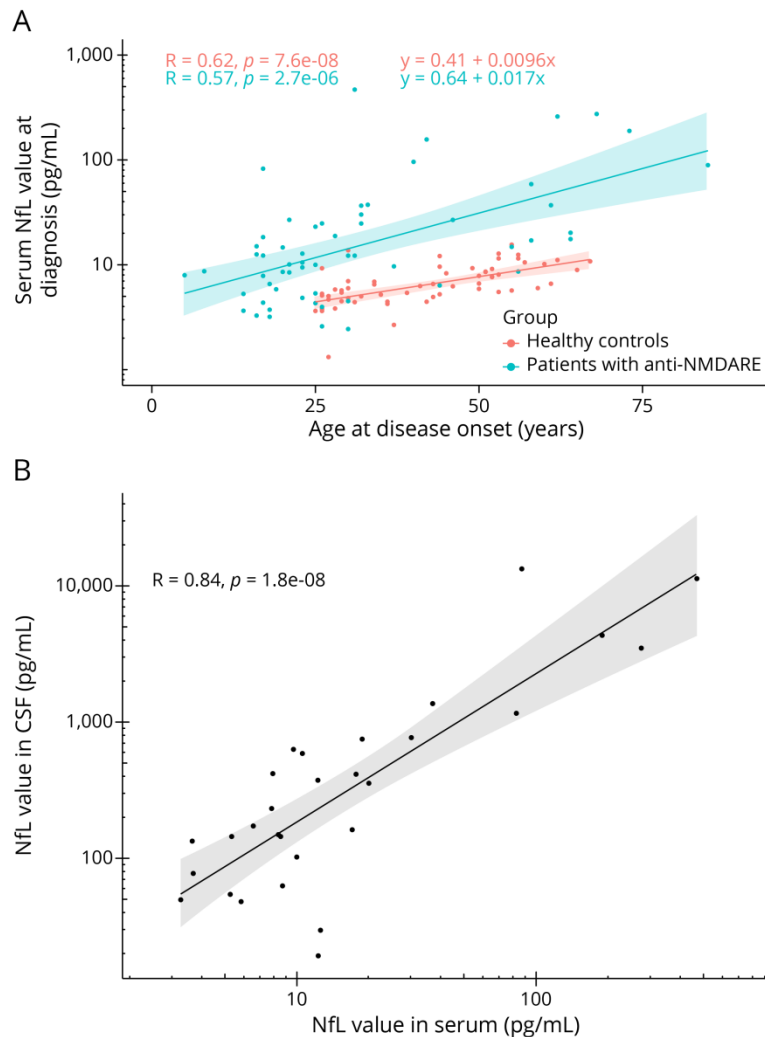 A
R = 0.62, p = 7.6e-08 y = 0.41 + 0.0096x
R = 0.57, p = 2.7e-06 y = 0.64 + 0.017x
Serum NfL value at
diagnosis (pg/mL)
1,000
100
10
Group
Healthy controls
Patients with anti-NMDARE
0 25 50 75
Age at disease onset (years)
B
R = 0.84, p = 1.8e-08
NfL value in CSF (pg/mL)
10,000
1,000
100
10 100
NfL value in serum (pg/mL)